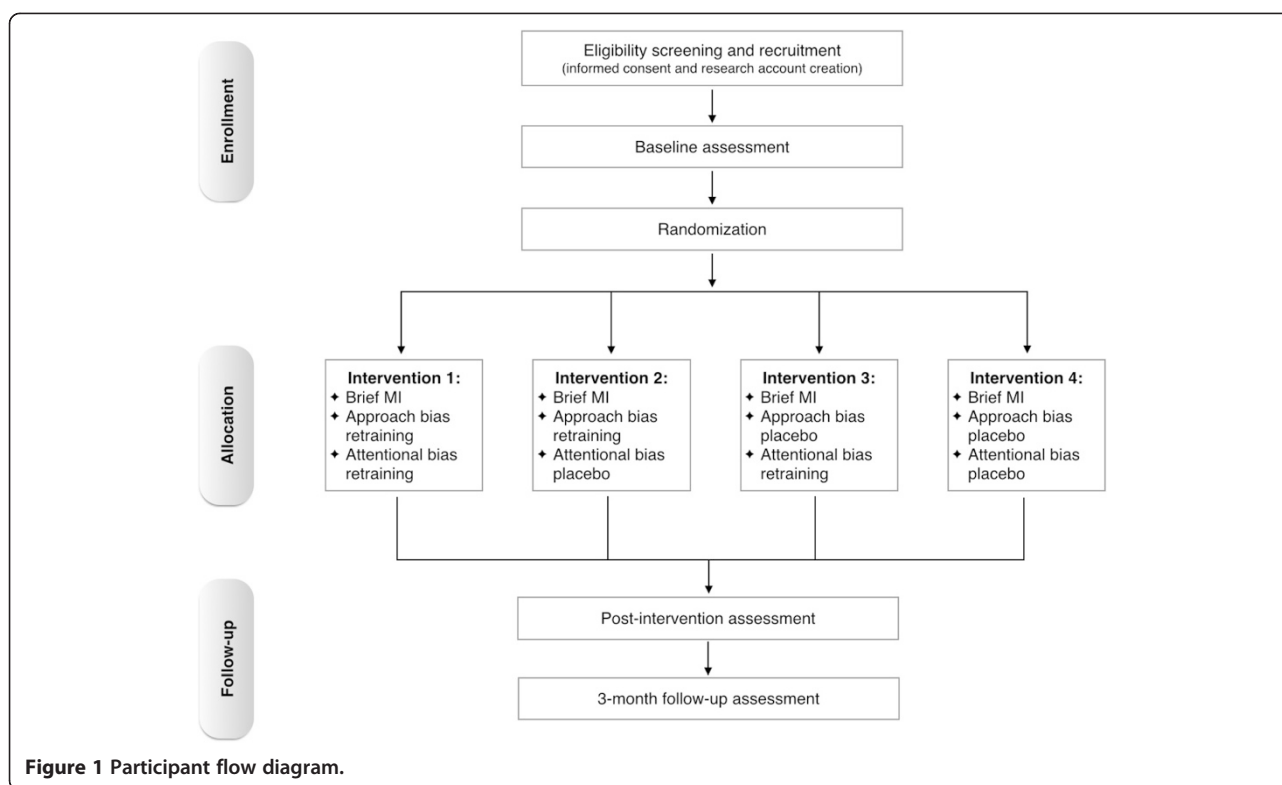 Enrollment
Eligibility screening and recruitment
(informed consent and research account creation)
Baseline assessment
Randomization
Allocation
Intervention 1:
✦ Brief MI
✦ Approach bias
retraining
✦ Attentional bias
retraining
Intervention 2:
✦ Brief MI
✦ Approach bias
retraining
✦ Attentional bias
placebo
Intervention 3:
✦ Brief MI
✦ Approach bias
placebo
✦ Attentional bias
retraining
Intervention 4:
✦ Brief MI
✦ Approach bias
placebo
✦ Attentional bias
placebo
Follow-up
Post-intervention assessment
3-month follow-up assessment
Figure 1 Participant flow diagram.